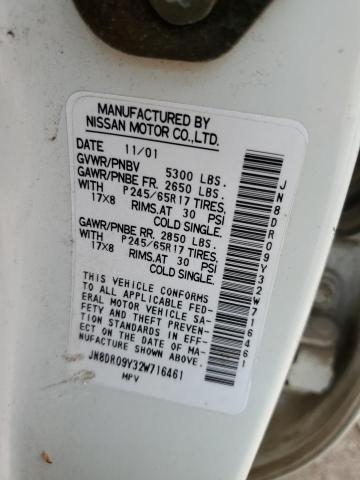 MANUFACTURED BY
NISSAN MOTOR CO.,LTD.
DATE 11/01
GVWR/PNBV 5300 LBS.
GAWR/PNBE FR. 2650 LBS.
WITH P245/65R17 TIRES,
17X8 RIMS,AT 30 PSI
COLD SINGLE.
GAWR/PNBE RR. 2850 LBS.
WITH P245/65R17 TIRES,
17X8 RIMS,AT 30 PSI
COLD SINGLE.
THIS VEHICLE CONFORMS
TO ALL APPLICABLE FED-
ERAL MOTOR VEHICLE SA-
FETY AND THEFT PREVEN-
TION STANDARDS IN EFF-
ECT ON THE DATE OF
MANUFACTURE SHOWN
ABOVE.
JN8DR09Y32W716461
MPV
JN8DR09Y32W716461